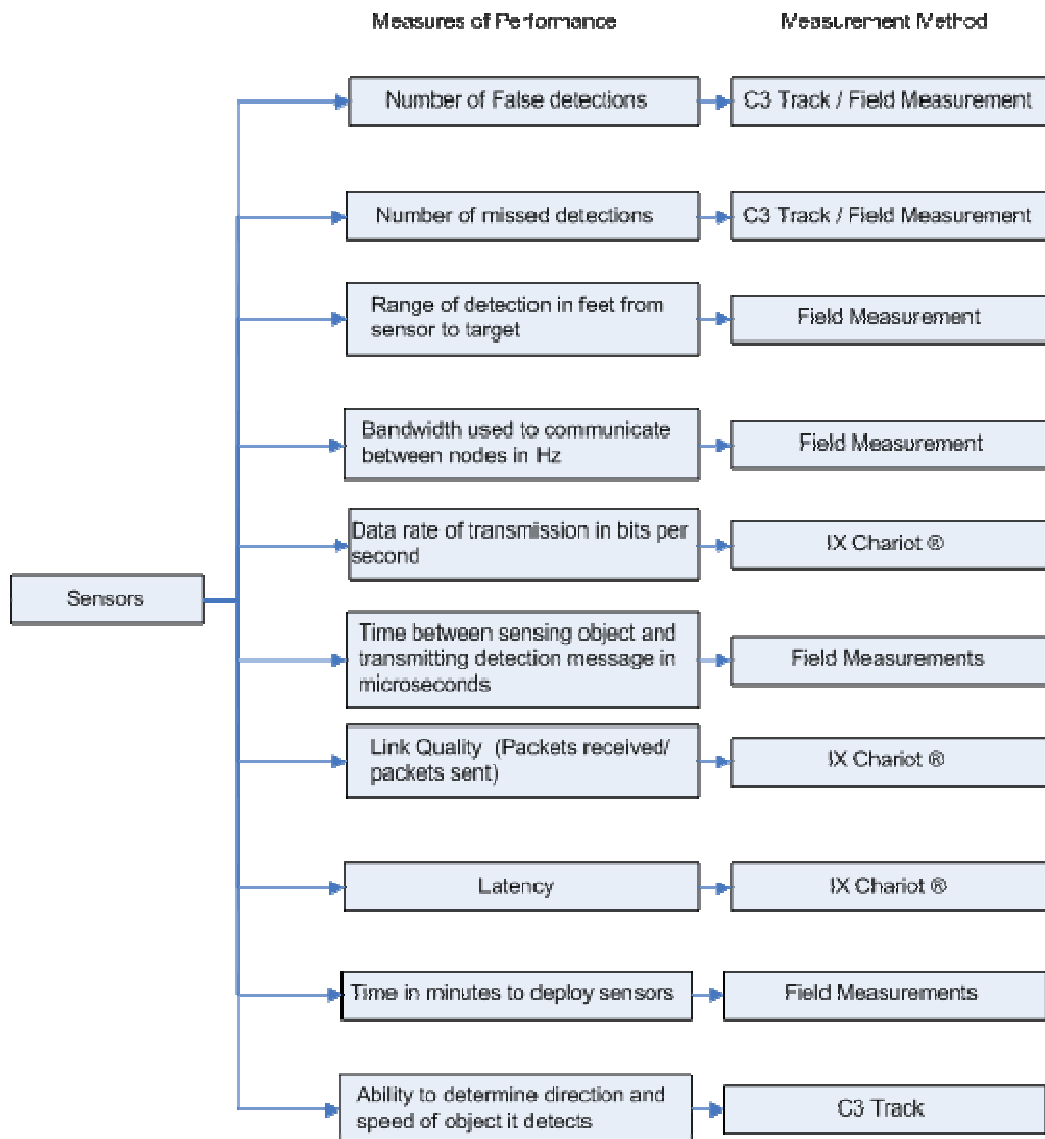 Measures of Performance
Measurement Method
Number of False detections
C3 Track / Field Measurement
Number of missed detections
C3 Track / Field Measurement
Range of detection in feet from
sensor to target
Field Measurement
Bandwidth used to communicate
between nodes in Hz
Field Measurement
Data rate of transmission in bits per
second
IX Chariot ®
Sensors
Time between sensing object and
transmitting detection message in
microseconds
Field Measurements
Link Quality (Packets received/
packets sent)
IX Chariot ®
Latency
IX Chariot ®
Time in minutes to deploy sensors
Field Measurements
Ability to determine direction and
speed of object it detects
C3 Track